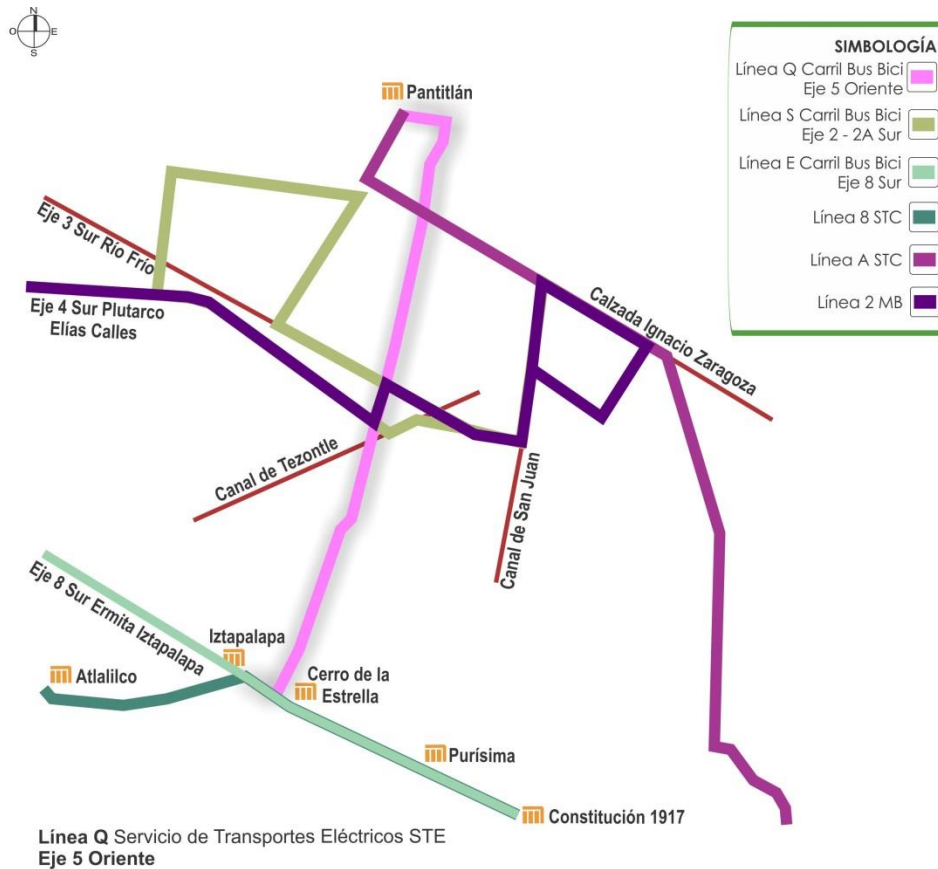 N
O
E
S
SIMBOLOGÍA
Línea Q Carril Bus Bici
Eje 5 Oriente
Línea S Carril Bus Bici
Eje 2 - 2A Sur
Línea E Carril Bus Bici
Eje 8 Sur
Línea 8 STC
Línea A STC
Línea 2 MB
Pantitlán
Eje 3 Sur Río Frío
Eje 4 Sur Plutarco
Elías Calles
Calzada Ignacio Zaragoza
Canal de Tezontle
Canal de San Juan
Eje 8 Sur Ermita Iztapalapa
Iztapalapa
Atlalilco
Cerro de la
Estrella
Purísima
Constitución 1917
Línea Q Servicio de Transportes Eléctricos STE
Eje 5 Oriente